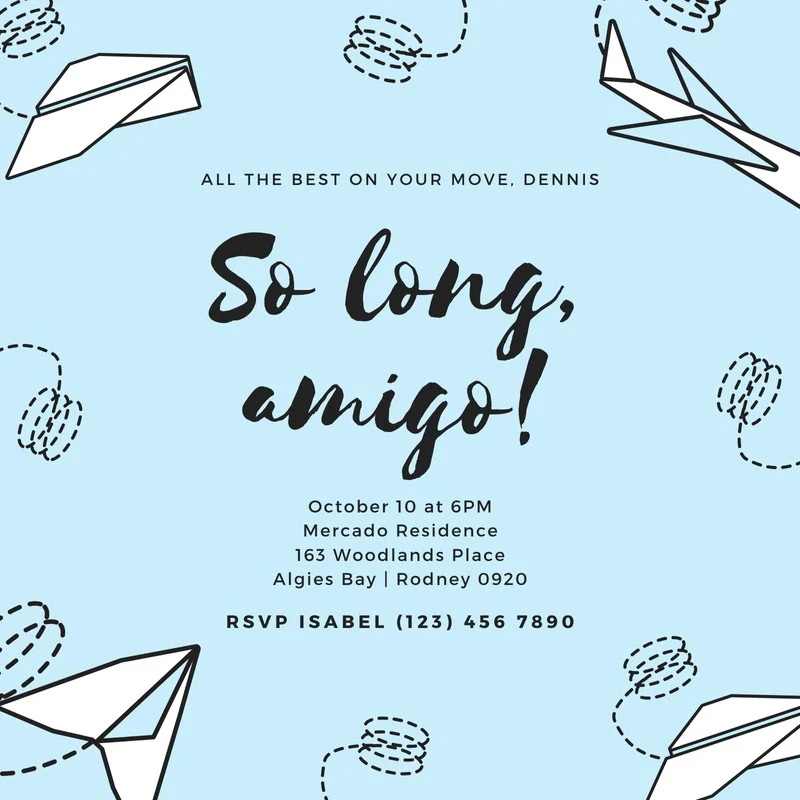 ALL THE BEST ON YOUR MOVE, DENNIS
So long,
amigo!
October 10 at 6PM
Mercado Residence
163 Woodlands Place
Algies Bay | Rodney 0920
RSVP ISABEL (123) 456 7890